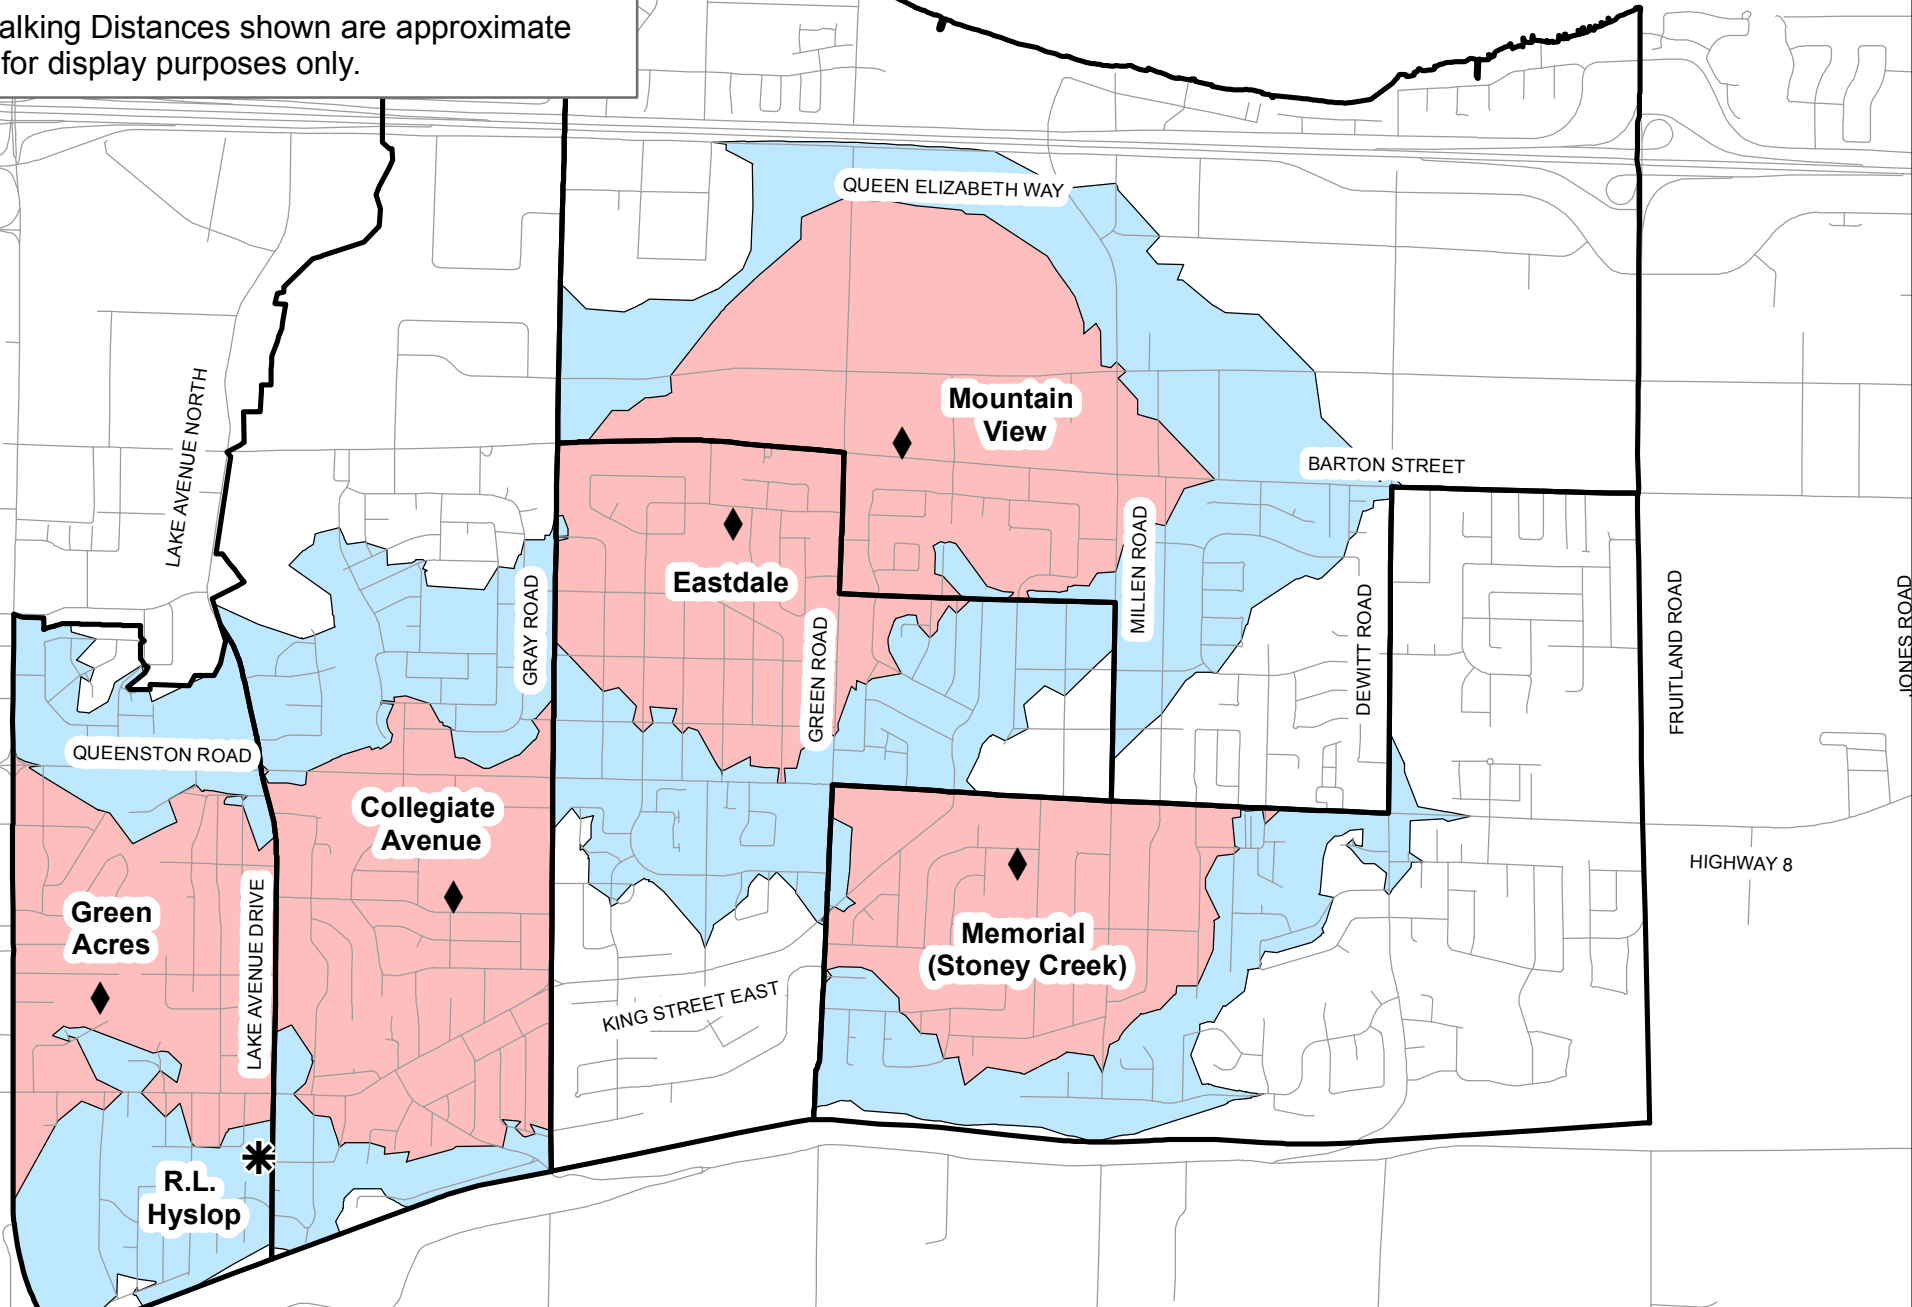 alking Distances shown are approximate
for display purposes only.
QUEEN ELIZABETH WAY
LAKE AVENUE NORTH
Mountain
View
BARTON STREET
Eastdale
MILLEN ROAD
GRAY ROAD
GREEN ROAD
DEWITT ROAD
FRUITLAND ROAD
JONES ROAD
QUEENSTON ROAD
Collegiate
Avenue
HIGHWAY 8
Green
Acres
LAKE AVENUE DRIVE
Memorial
(Stoney Creek)
KING STREET EAST
R.L.
Hyslop